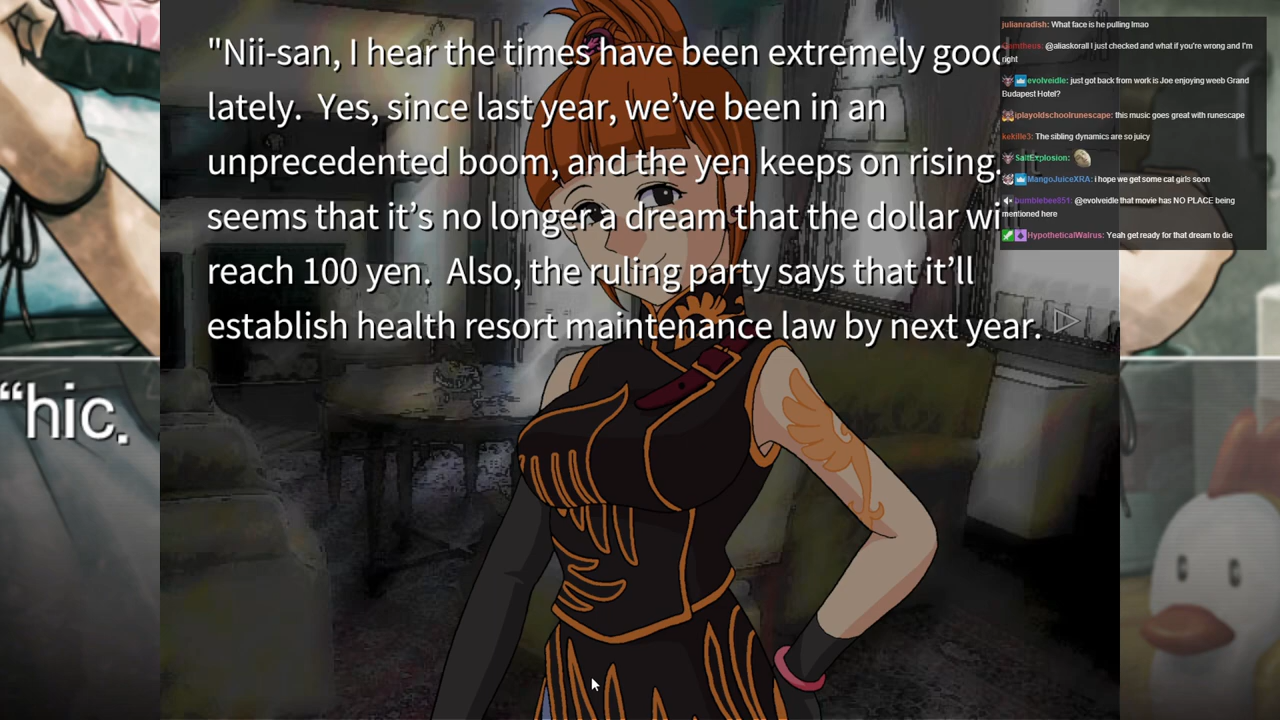 "Nii-san, I hear the times have been extremely good
lately.  Yes, since last year, we’ve been in an
unprecedented boom, and the yen keeps on rising.
seems that it’s no longer a dream that the dollar wi
reach 100 yen.  Also, the ruling party says that it’ll
establish health resort maintenance law by next year.
“hic.
julianradish: What face is he pulling lmao
@aliaskorall I just checked and what if you're wrong and I'm
right
evolveidle: just got back from work is Joe enjoying weeb Grand
Budapest Hotel?
iplayoldschoolrunescape: this music goes great with runescape
kekille3: The sibling dynamics are so juicy
SaltExplosion:
MangoJuiceXRA: i hope we get some cat girls soon
bumblebee851: @evolveidle that movie has NO PLACE being
mentioned here
HypotheticalWalrus: Yeah get ready for that dream to die